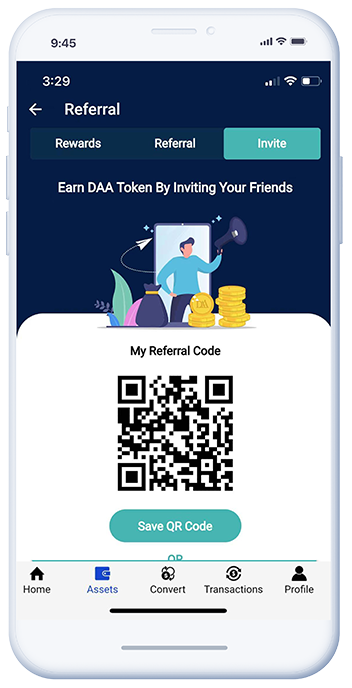 9:45
3:29
Referral
Rewards Referral Invite
Earn DAA Token By Inviting Your Friends
DA
My Referral Code
Save QR Code
OR
Home Assets Convert Transactions Profile